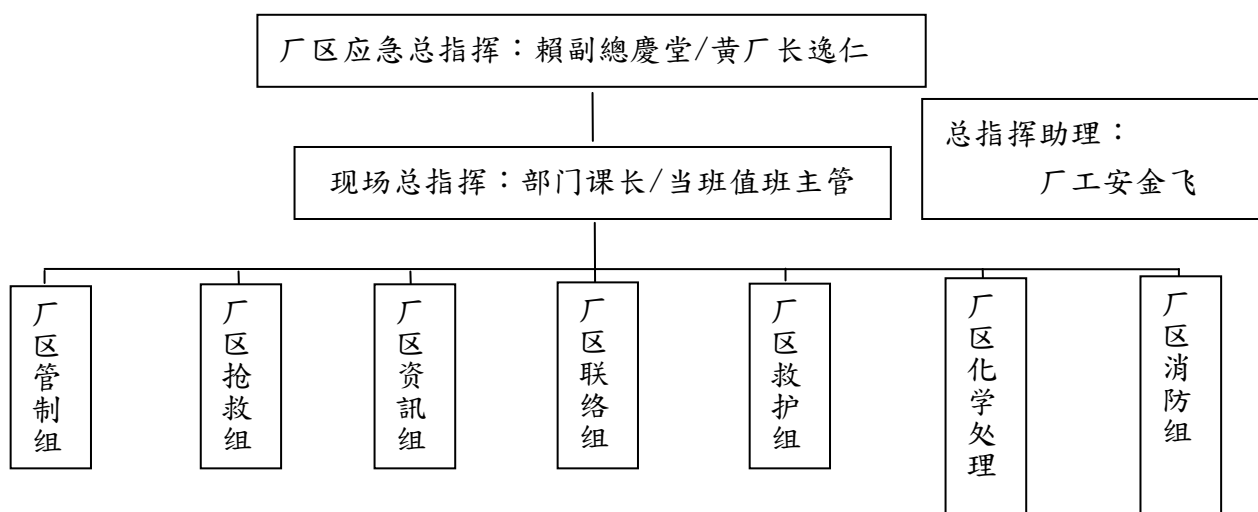 厂区应急总指挥：賴副總慶堂/黄厂长逸仁
总指挥助理：
厂工安金飞
现场总指挥：部门课长/当班值班主管
厂区管制组
厂区抢救组
厂区资訊组
厂区联络组
厂区救护组
厂区化学处理
厂区消防组